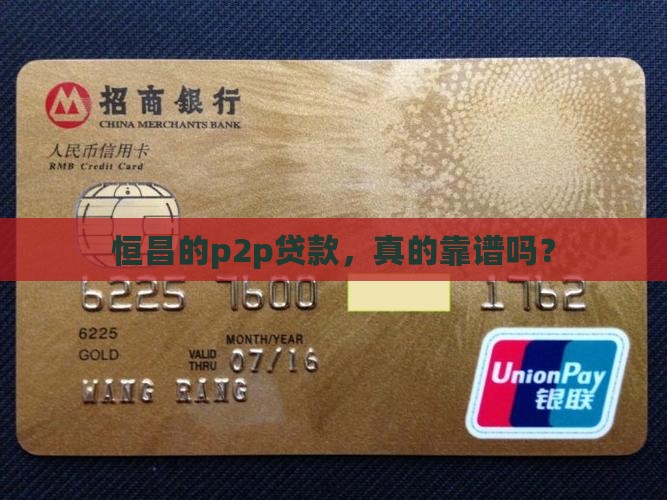 招商银行
CHINA MERCHANTS BANK
人民币信用卡
RMB Credit Card
恒昌的p2p贷款，真的靠谱吗？
6225 7600 1762
6225
GOLD
MONTH/YEAR
VALID THRU 07/16
WANG RANG
UnionPay
银联